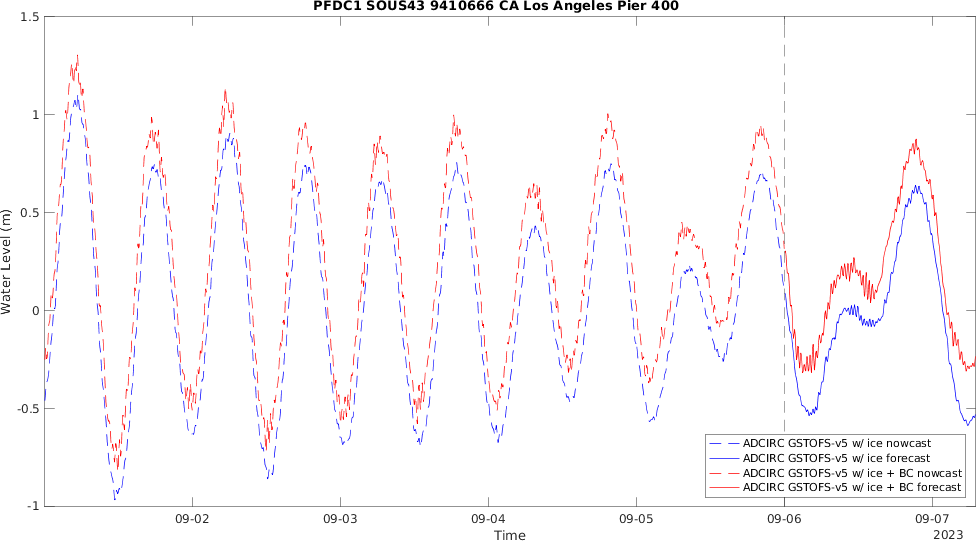 PFDC1 SOUS43 9410666 CA Los Angeles Pier 400
Water Level (m)
1.5
1
0.5
0
-0.5
-1
09-02
09-03
09-04
09-05
09-06
09-07
Time
2023
ADCIRC GSTOFS-v5 w/ ice nowcast
ADCIRC GSTOFS-v5 w/ ice forecast
ADCIRC GSTOFS-v5 w/ ice + BC nowcast
ADCIRC GSTOFS-v5 w/ ice + BC forecast